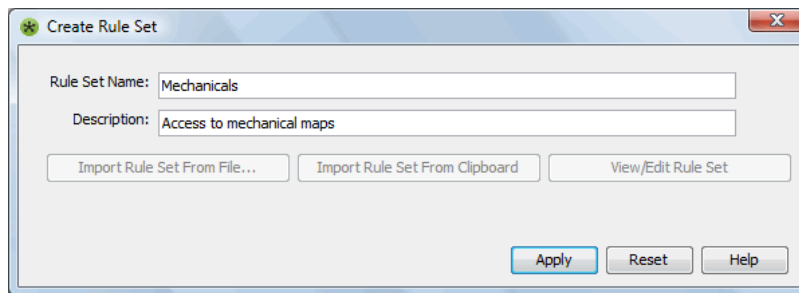 Create Rule Set
Rule Set Name: Mechanicals
Description: Access to mechanical maps
Import Rule Set From File... Import Rule Set From Clipboard View/Edit Rule Set
Apply Reset Help